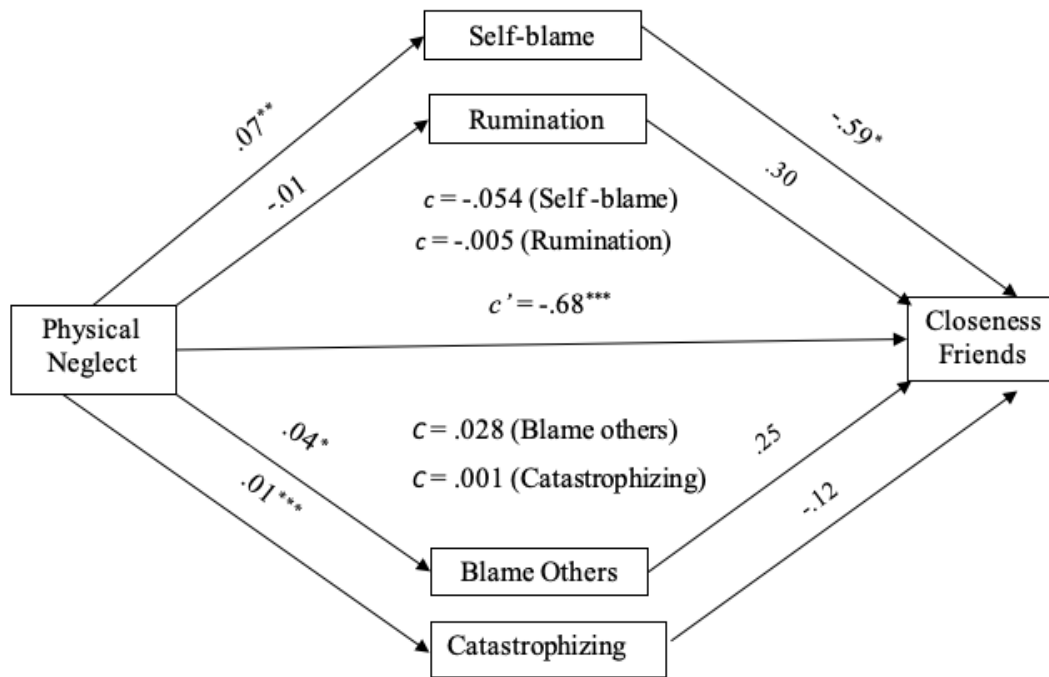 Self-blame
.07**
-.59*
Rumination
-.01
.30
c = -.054 (Self -blame)
c = -.005 (Rumination)
c’ = -.68***
Physical
Neglect
Closeness
Friends
.04*
C = .028 (Blame others)
.25
.01***
C = .001 (Catastrophizing)
-.12
Blame Others
Catastrophizing